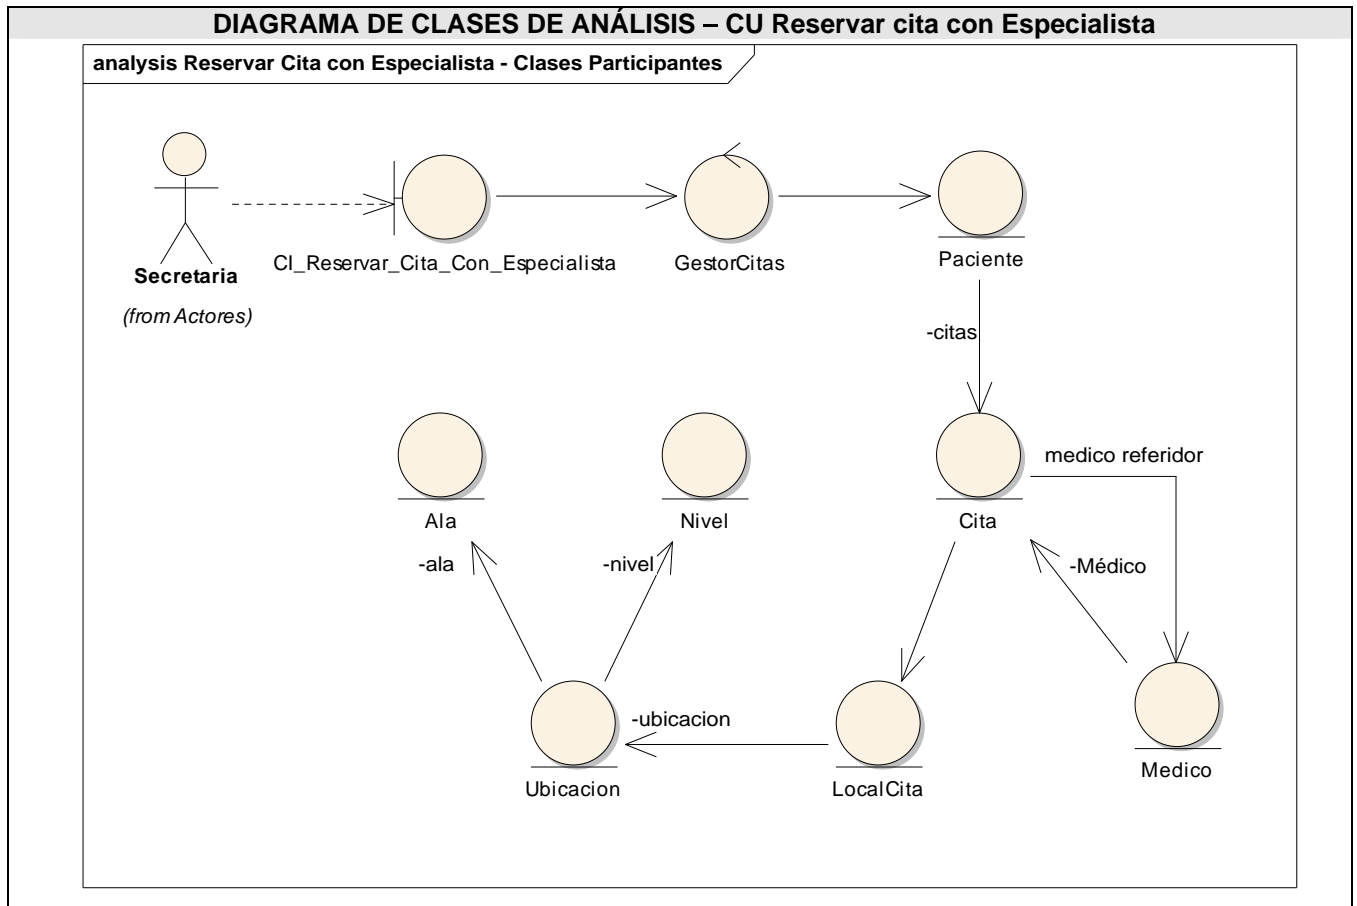 DIAGRAMA DE CLASES DE ANÁLISIS – CU Reservar cita con Especialista
analysis Reservar Cita con Especialista - Clases Participantes
Secretaria
(from Actores)
CI_Reservar_Cita_Con_Especialista
GestorCitas
Paciente
-citas
Ala
Nivel
Cita
medico referidor
-ala
-nivel
-Médico
Ubicacion
-ubicacion
LocalCita
Medico